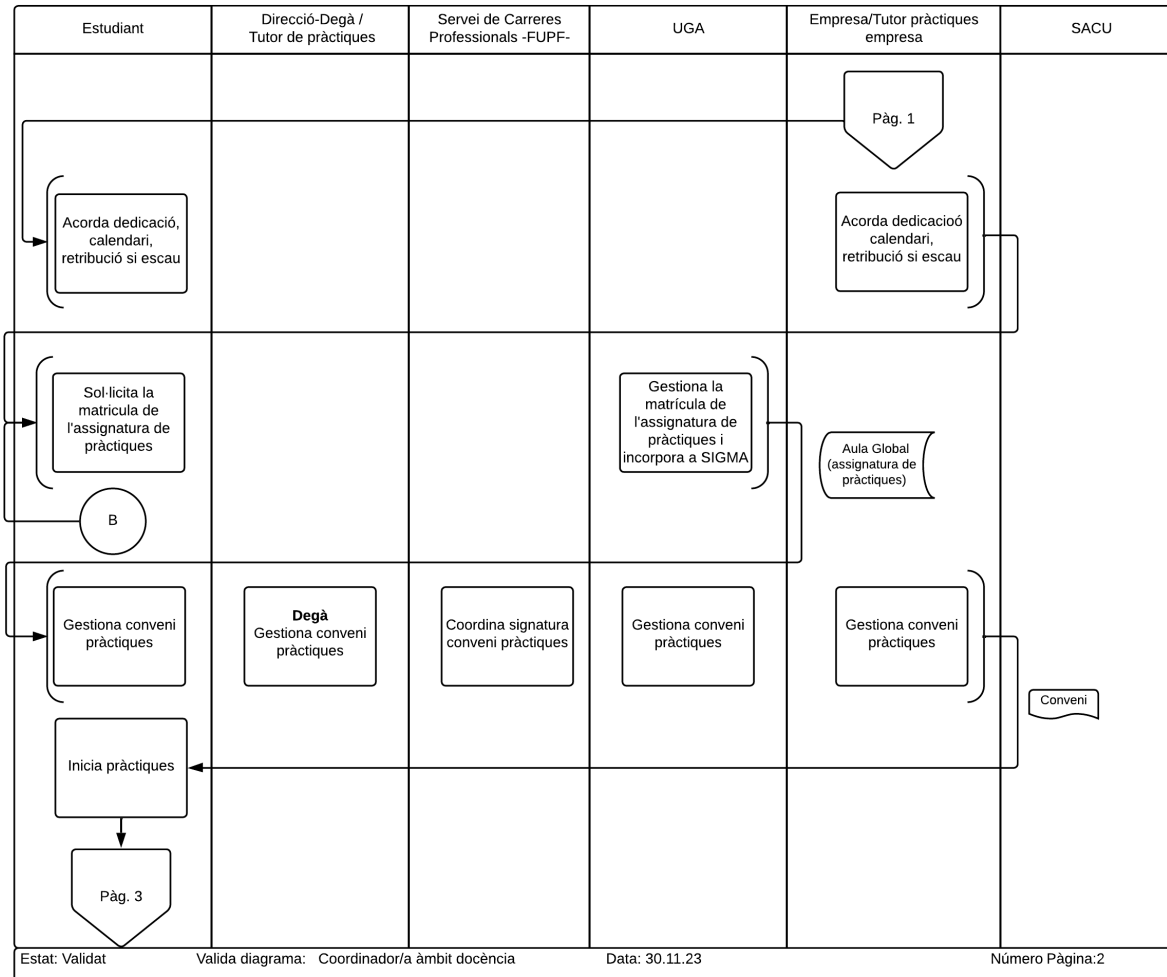 Estudiant
Direcció-Degà /
Tutor de pràctiques
Servei de Carreres
Professionals -FUPF-
UGA
Empresa/Tutor pràctiques
empresa
SACU
Pàg. 1
Acorda dedicació,
calendari,
retribució si escau
Acorda dedicacioó
calendari,
retribució si escau
Sol·licita la
matricula de
l'assignatura de
pràctiques
Gestiona la
matrícula de
l'assignatura de
pràctiques i
incorpora a SIGMA
Aula Global
(assignatura de
pràctiques)
B
Gestiona conveni
pràctiques
Degà
Gestiona conveni
pràctiques
Coordina signatura
conveni pràctiques
Gestiona conveni
pràctiques
Gestiona conveni
pràctiques
Conveni
Inicia pràctiques
Pàg. 3
Estat: Validat
Valida diagrama: Coordinador/a àmbit docència
Data: 30.11.23
Número Pàgina:2